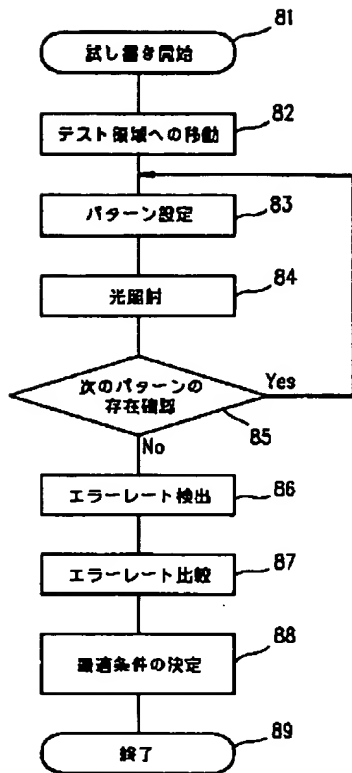 81
試し書き開始
82
テスト領域への移動
83
パターン設定
84
光照射
次のパターンの
存在確認
Yes
85
No
エラーレート検出
86
エラーレート比較
87
最適条件の決定
88
終了
89